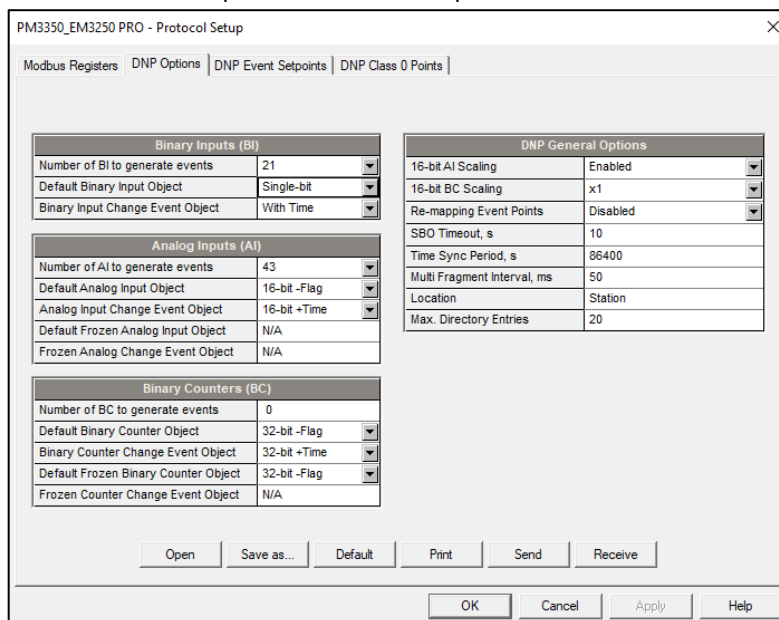 PM3350_EM3250 PRO - Protocol Setup
Modbus Registers DNP Options DNP Event Setpoints DNP Class 0 Points
Binary Inputs (BI)
Number of BI to generate events 21
Default Binary Input Object Single-bit
Binary Input Change Event Object With Time
Analog Inputs (AI)
Number of AI to generate events 43
Default Analog Input Object 16-bit -Flag
Analog Input Change Event Object 16-bit +Time
Default Frozen Analog Input Object N/A
Frozen Analog Change Event Object N/A
Binary Counters (BC)
Number of BC to generate events 0
Default Binary Counter Object 32-bit -Flag
Binary Counter Change Event Object 32-bit +Time
Default Frozen Binary Counter Object 32-bit -Flag
Frozen Counter Change Event Object N/A
DNP General Options
16-bit AI Scaling Enabled
16-bit BC Scaling x1
Re-mapping Event Points Disabled
SBO Timeout, s 10
Time Sync Period, s 86400
Multi Fragment Interval, ms 50
Location Station
Max. Directory Entries 20
Open Save as... Default Print Send Receive
OK Cancel Apply Help